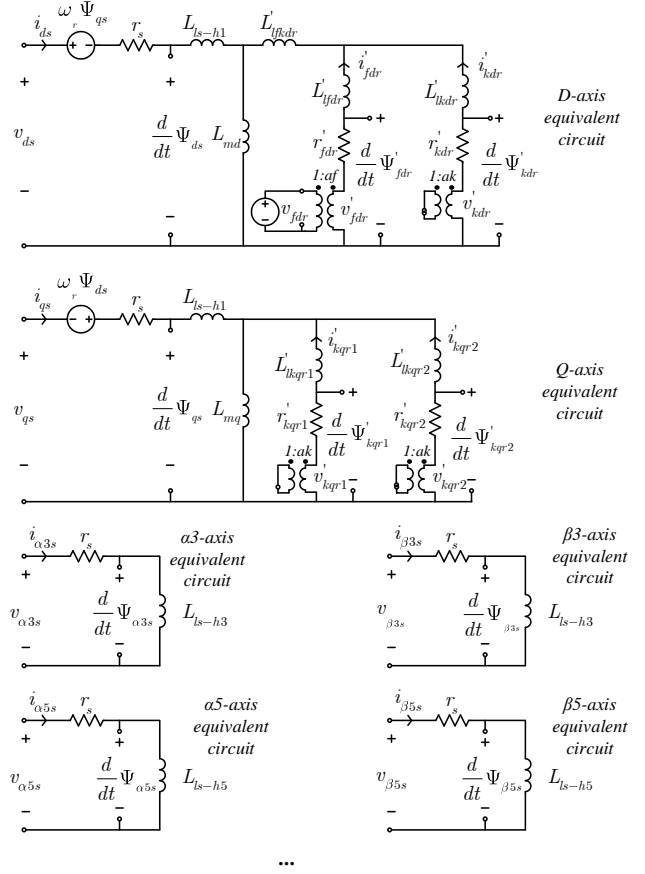 ω_r Ψ_qs
i_ds
r_s
L_ls-h1
L'_lfkdr
+ −
i'_fdr
i'_kdr
L'_lfdr
L'_lkdr
+ + + +
v_ds
d/dt Ψ_ds
L_md
r'_fdr
d/dt Ψ'_fdr
r'_kdr
d/dt Ψ'_kdr
D-axis
equivalent
circuit
1:af
1:ak
+ −
v_fdr
v'_fdr
v'_kdr
− − − −
ω_r Ψ_ds
i_qs
r_s
L_ls-h1
− +
i'_kqr1
i'_kqr2
L'_lkqr1
L'_lkqr2
+ + + +
v_qs
d/dt Ψ_qs
L_mq
r'_kqr1
d/dt Ψ'_kqr1
r'_kqr2
d/dt Ψ'_kqr2
Q-axis
equivalent
circuit
1:ak
1:ak
v'_kqr1
v'_kqr2
− − − −
i_α3s
r_s
α3-axis
equivalent
circuit
+ +
v_α3s
d/dt Ψ_α3s
L_ls-h3
− −
i_β3s
r_s
β3-axis
equivalent
circuit
+ +
v_β3s
d/dt Ψ_β3s
L_ls-h3
− −
i_α5s
r_s
α5-axis
equivalent
circuit
+ +
v_α5s
d/dt Ψ_α5s
L_ls-h5
− −
i_β5s
r_s
β5-axis
equivalent
circuit
+ +
v_β5s
d/dt Ψ_β5s
L_ls-h5
− −
...